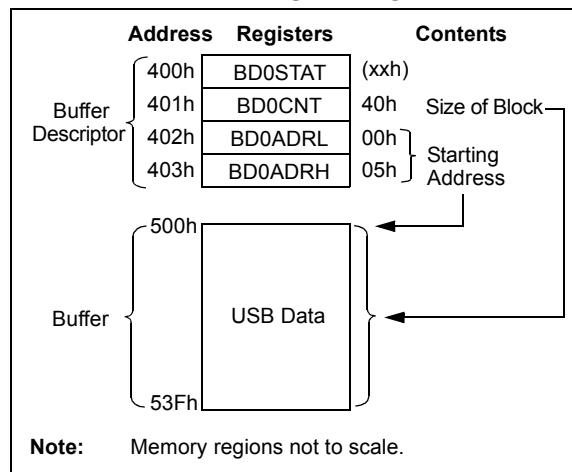 Address Registers Contents
400h BD0STAT (xxh)
401h BD0CNT 40h Size of Block
Buffer
Descriptor
402h BD0ADRL 00h
403h BD0ADRH 05h
Starting
Address
500h
Buffer USB Data
53Fh
Note: Memory regions not to scale.